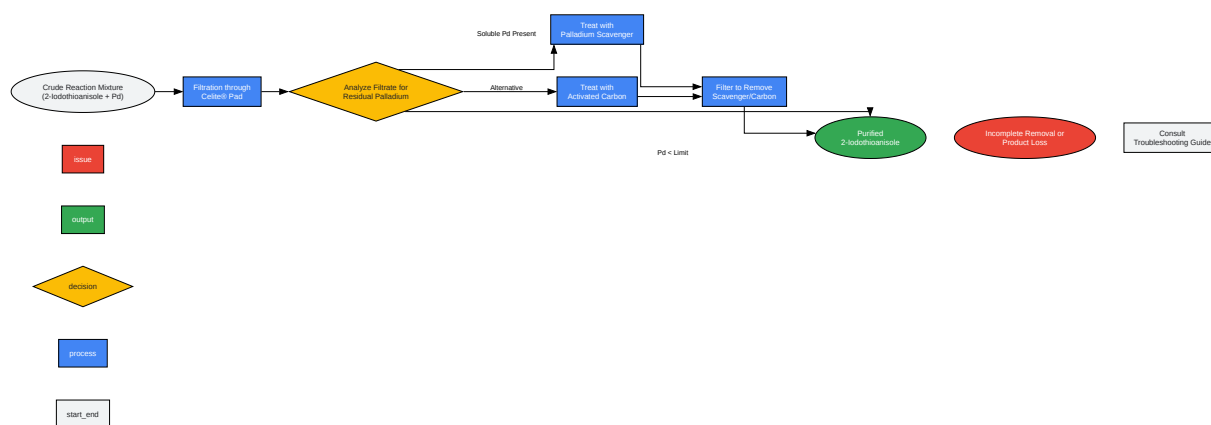 Treat with
Palladium Scavenger
Soluble Pd Present
Crude Reaction Mixture
(2-Iodothioanisole + Pd)
Filtration through
Celite® Pad
Analyze Filtrate for
Residual Palladium
Alternative
Treat with
Activated Carbon
Filter to Remove
Scavenger/Carbon
Purified
2-Iodothioanisole
Incomplete Removal or
Product Loss
Consult
Troubleshooting Guide
Pd < Limit
issue
output
decision
process
start_end